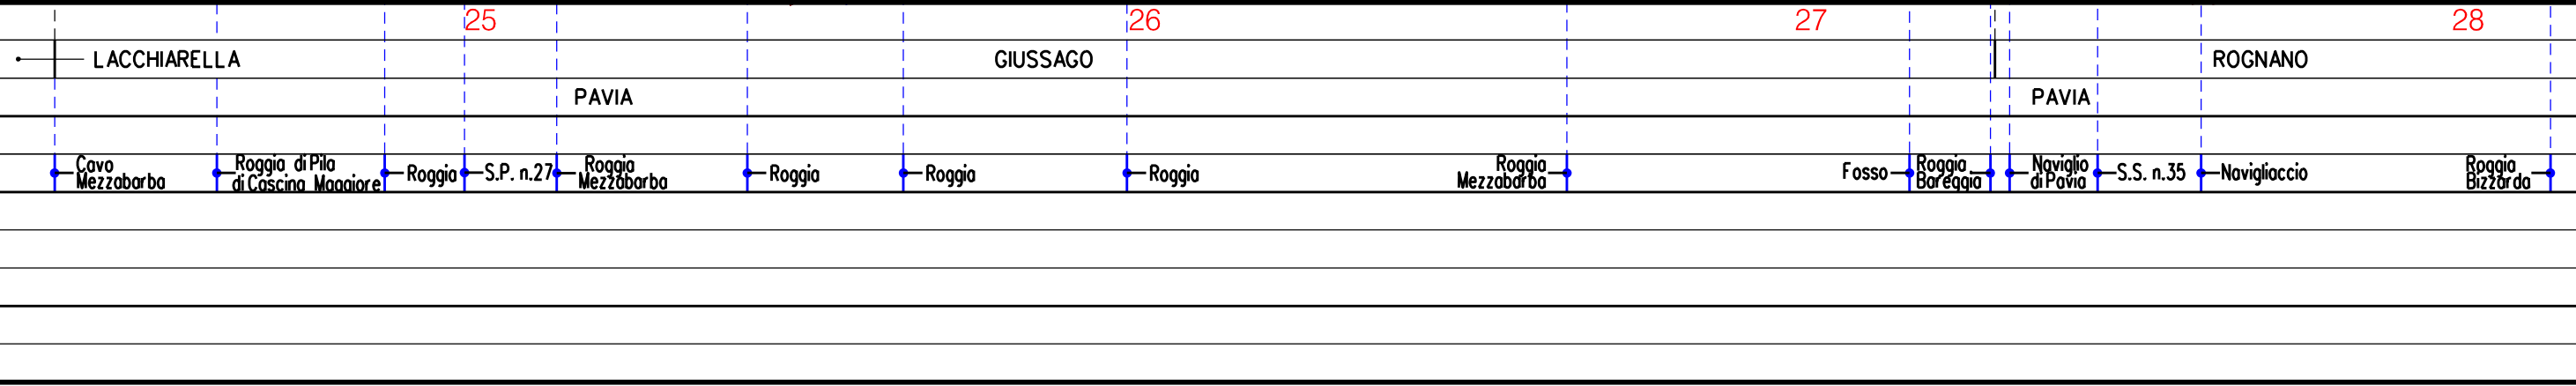 25 26 27 28
LACCHIARELLA GIUSSAGO ROGNANO
PAVIA PAVIA
Cavo
Mezzabarba
Roggia di Pila
di Cascina Maggiore
Roggia
S.P. n.27
Roggia
Mezzabarba
Roggia
Roggia
Roggia
Roggia
Mezzabarba
Fosso
Roggia
Bareggia
Naviglio
di Pavia
S.S. n.35
Navigliaccio
Roggia
Bizzarda